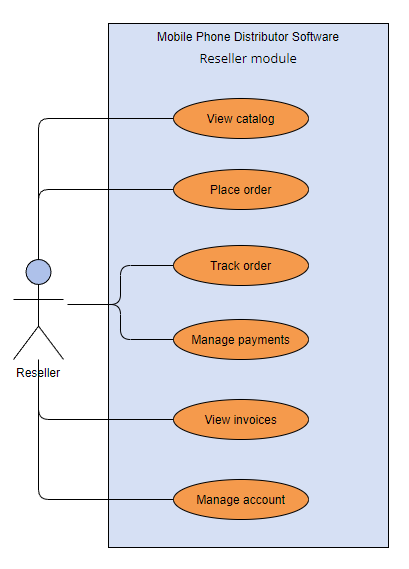 Mobile Phone Distributor Software
Reseller module
View catalog
Place order
Track order
Manage payments
Reseller
View invoices
Manage account